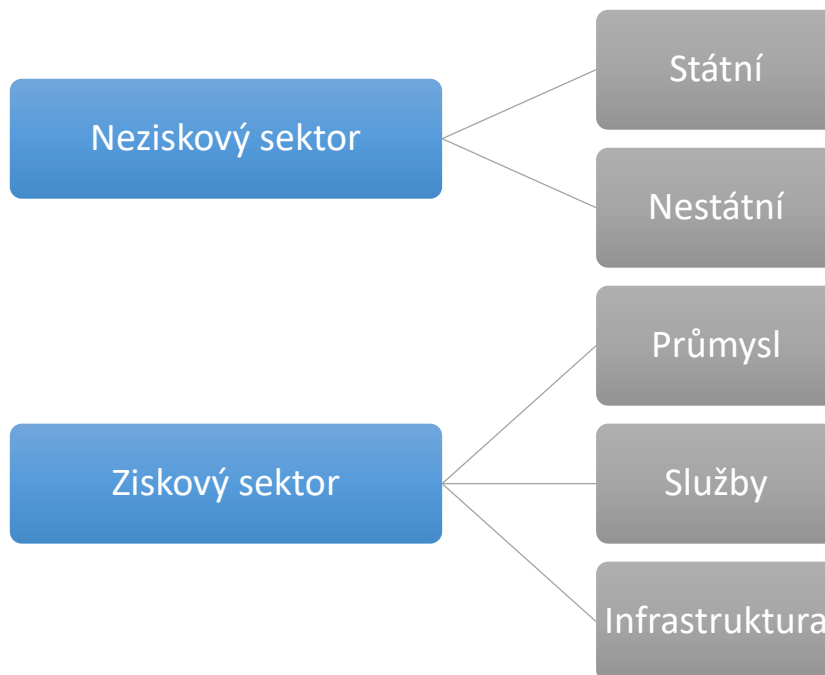 Neziskový sektor
Státní
Nestátní
Ziskový sektor
Průmysl
Služby
Infrastruktura